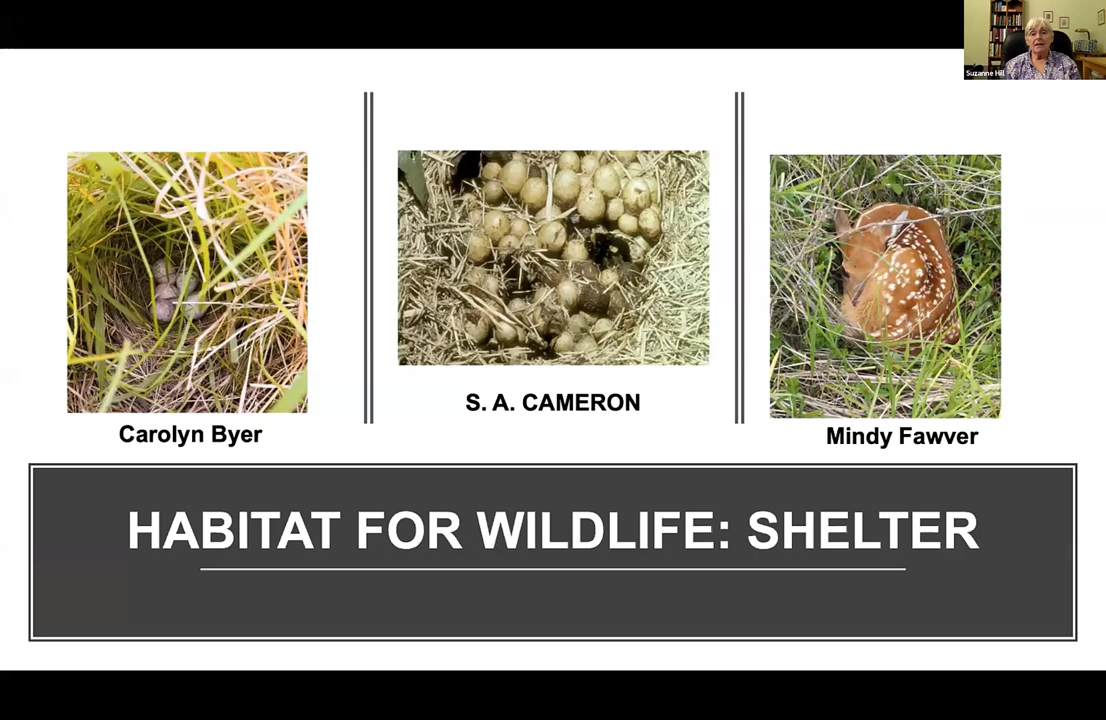 Suzanne Hill
Carolyn Byer
S. A. CAMERON
Mindy Fawver
HABITAT FOR WILDLIFE: SHELTER